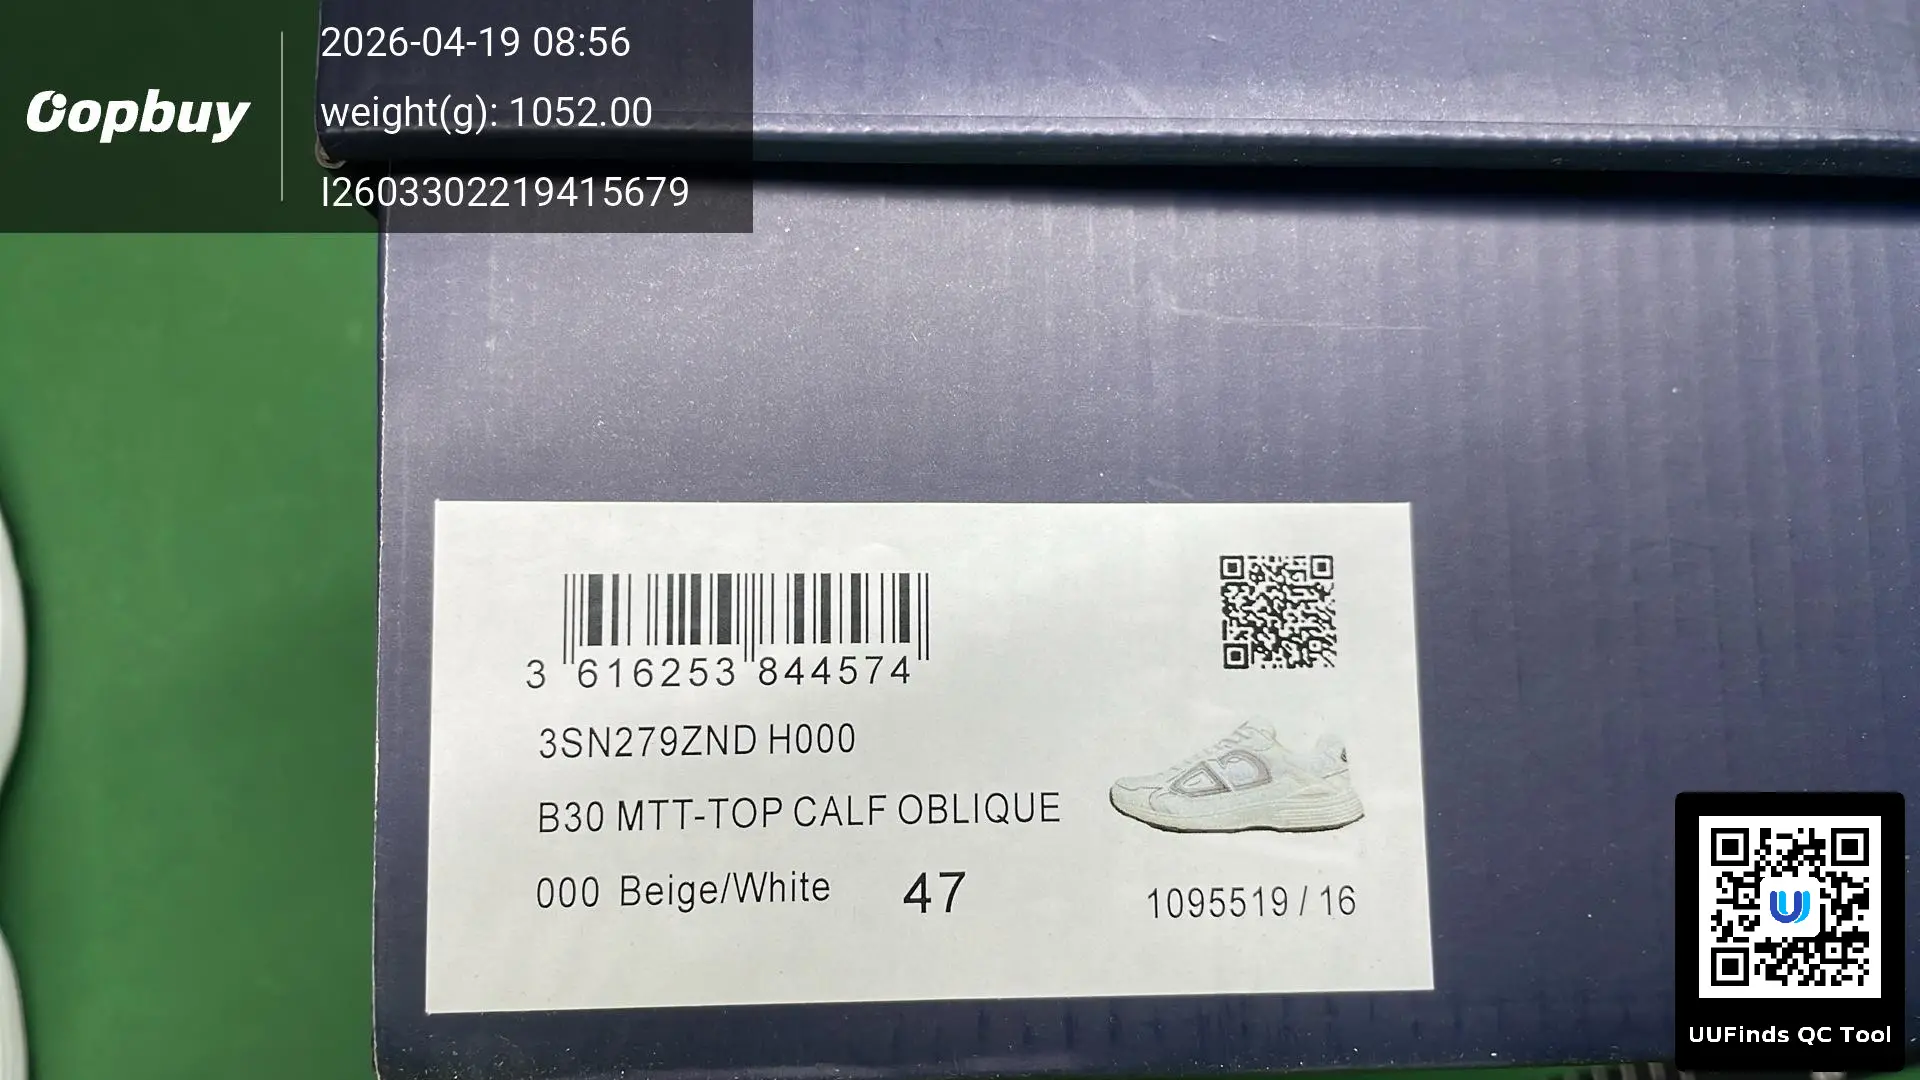 Oopbuy
2026-04-19 08:56
weight(g): 1052.00
I2603302219415679
3 616253 844574
3SN279ZND H000
B30 MTT-TOP CALF OBLIQUE
000 Beige/White 47
1095519 / 16
UUFinds QC Tool